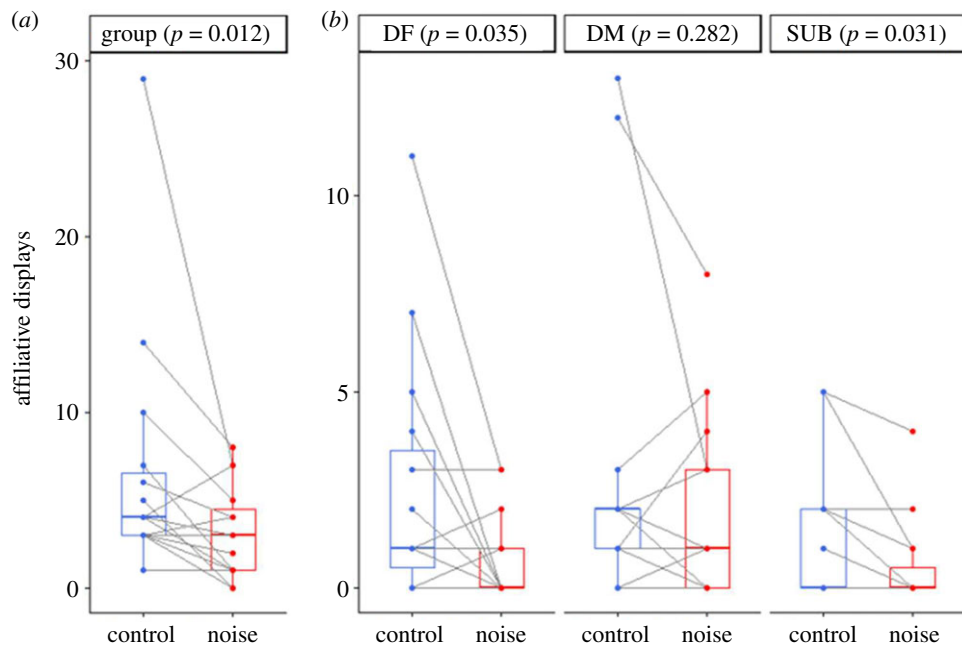 (a)
group (p = 0.012)
(b)
DF (p = 0.035)
DM (p = 0.282)
SUB (p = 0.031)
affiliative displays
30
20
10
0
10
5
0
control noise
control noise
control noise
control noise